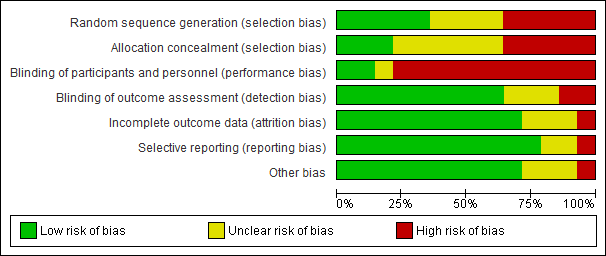 Random sequence generation (selection bias)
Allocation concealment (selection bias)
Blinding of participants and personnel (performance bias)
Blinding of outcome assessment (detection bias)
Incomplete outcome data (attrition bias)
Selective reporting (reporting bias)
Other bias
0% 25% 50% 75% 100%
Low risk of bias Unclear risk of bias High risk of bias